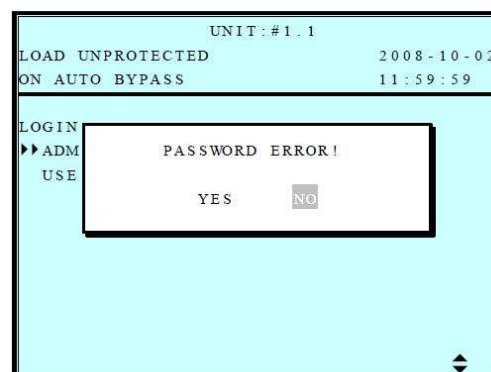 UNIT:#1.1
LOAD UNPROTECTED 2008-10-02
ON AUTO BYPASS 11:59:59
LOGIN
ADM
PASSWORD ERROR!
USE
YES NO